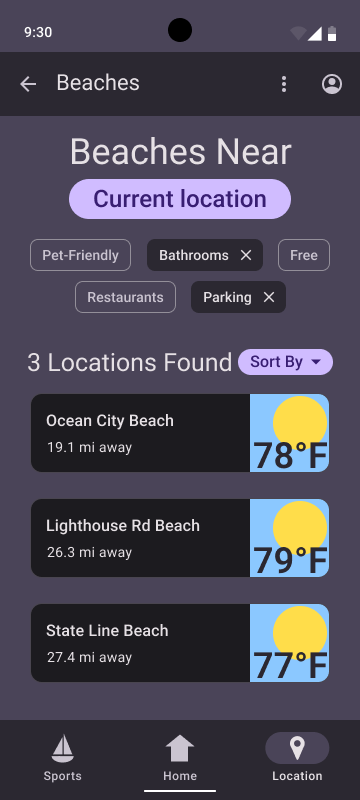 9:30
Beaches
Beaches Near
Current location
Pet-Friendly Bathrooms Free
Restaurants Parking
3 Locations Found Sort By
Ocean City Beach
19.1 mi away
78°F
Lighthouse Rd Beach
26.3 mi away
79°F
State Line Beach
27.4 mi away
77°F
Sports Home Location